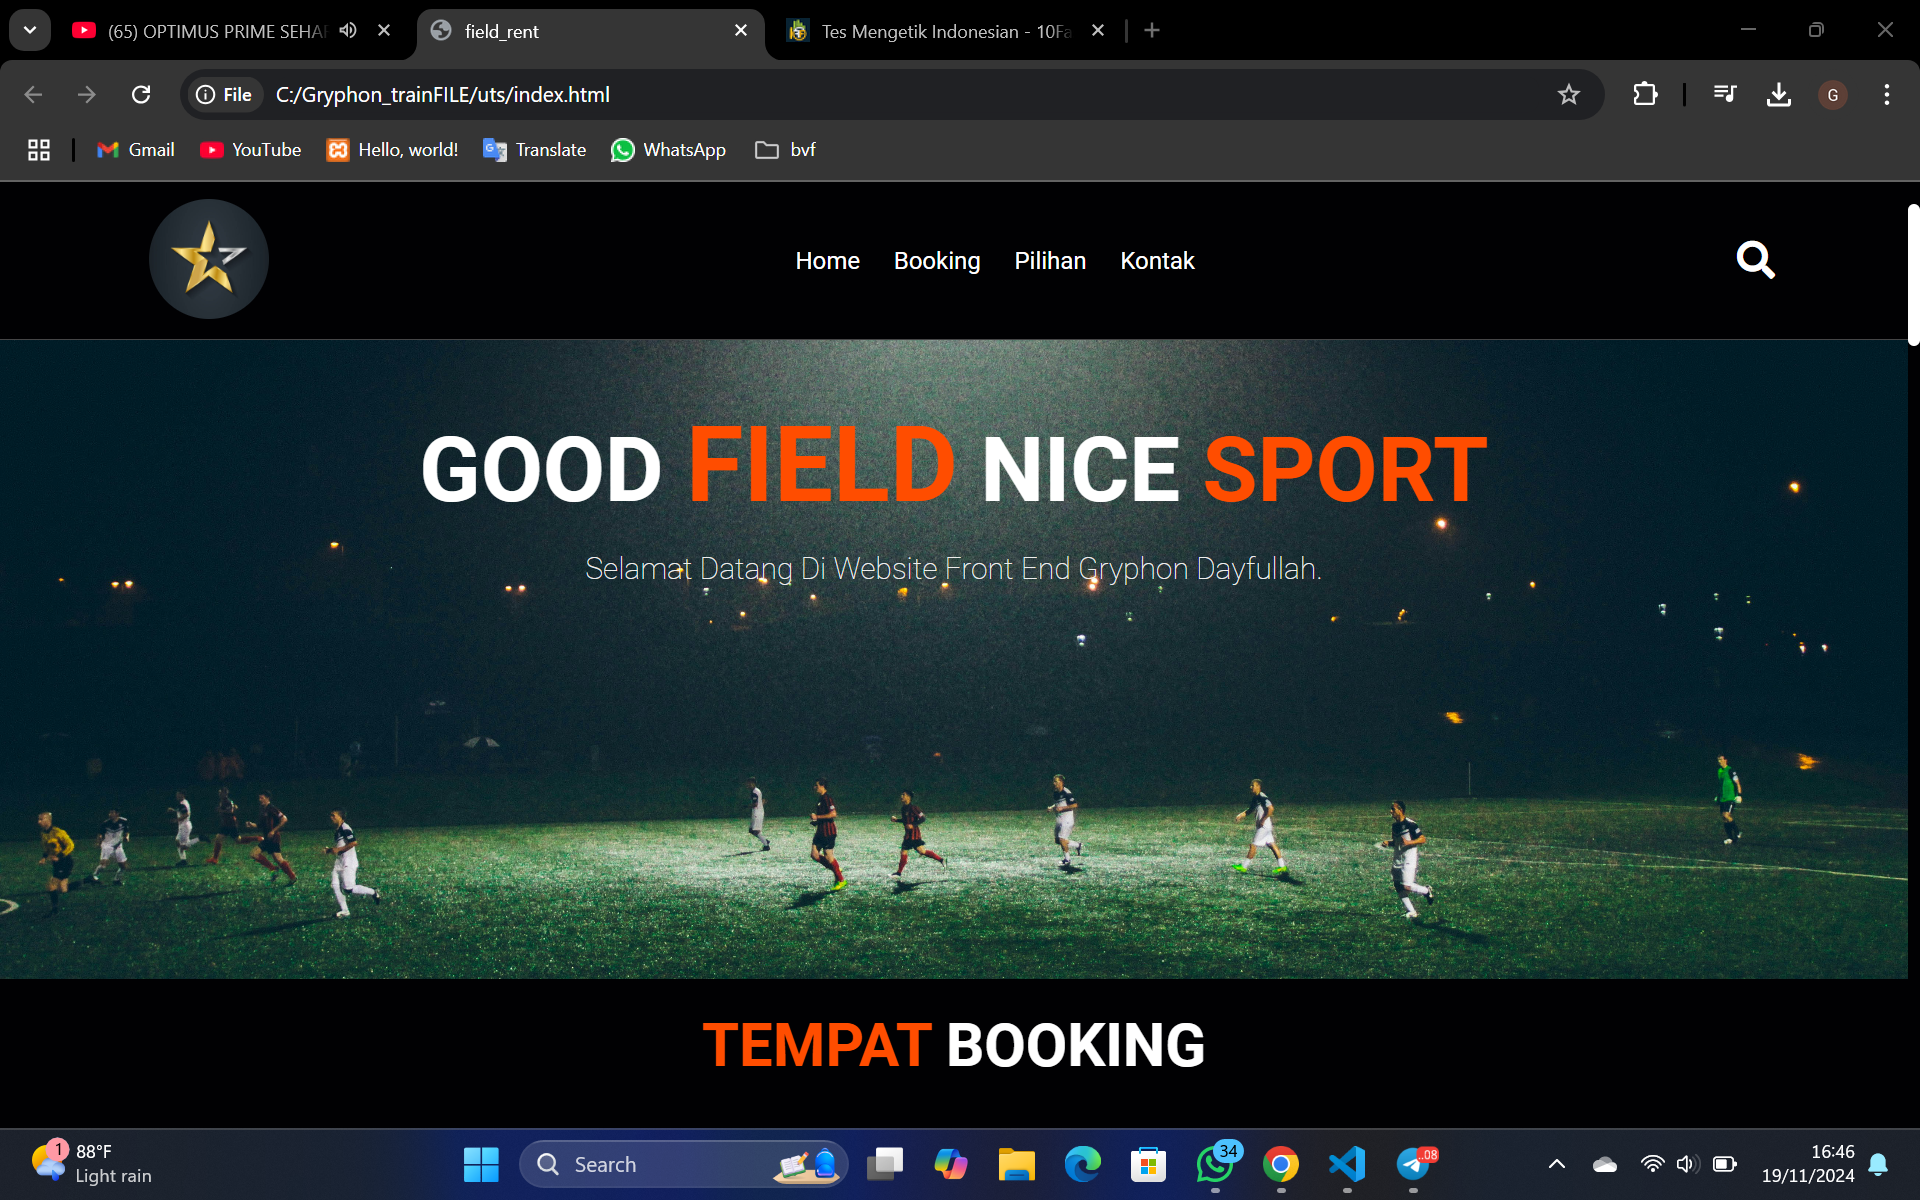 (65) OPTIMUS PRIME SEHA
field_rent
Tes Mengetik Indonesian - 10Fa
File
C:/Gryphon_trainFILE/uts/index.html
G
Gmail
YouTube
Hello, world!
Translate
WhatsApp
bvf
Home
Booking
Pilihan
Kontak
GOOD FIELD NICE SPORT
Selamat Datang Di Website Front End Gryphon Dayfullah.
TEMPAT BOOKING
1
88°F
Light rain
Search
34
..08
16:46
19/11/2024